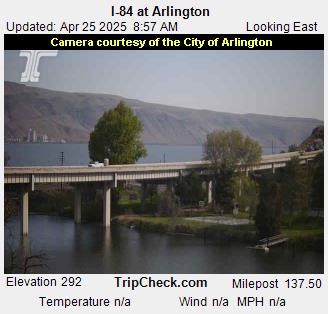 I-84 at Arlington
Updated: Apr 25 2025 8:57 AM Looking East
Camera courtesy of the City of Arlington
Elevation 292 TripCheck.com Milepost 137.50
Temperature n/a Wind n/a MPH n/a